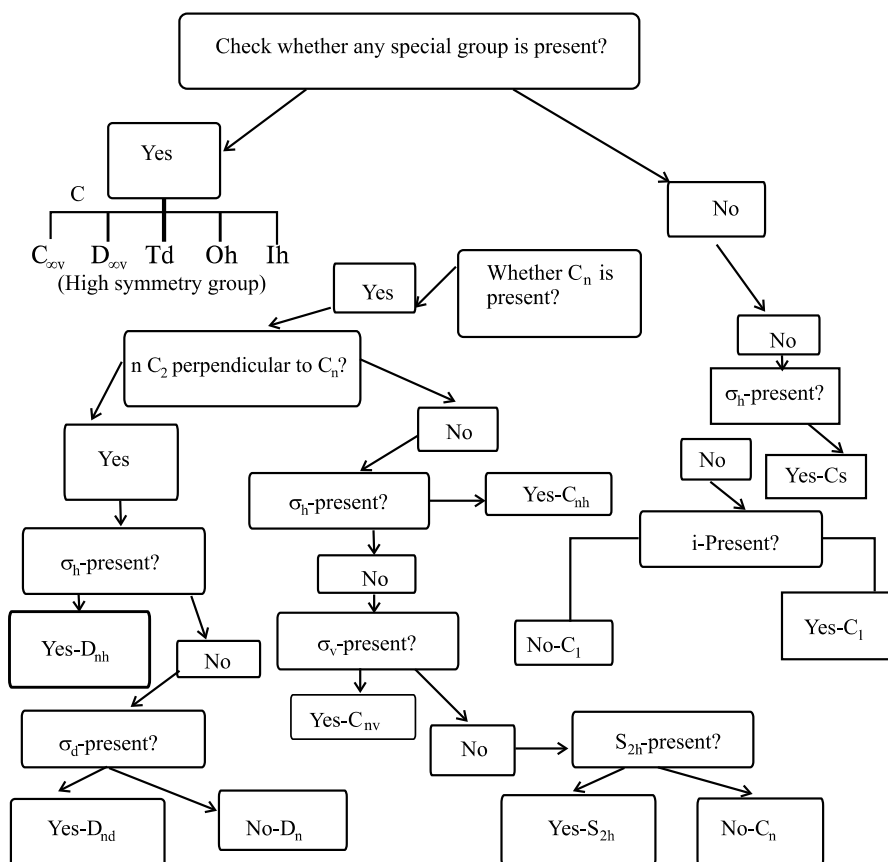 Check whether any special group is present?
Yes
C
C∞v D∞v Td Oh Ih
(High symmetry group)
No
Whether Cn is
present?
Yes
No
n C2 perpendicular to Cn?
σh-present?
No
Yes
No
Yes-Cs
σh-present?
Yes-Cnh
i-Present?
σh-present?
No
Yes-Dnh
No
σv-present?
No-C1
Yes-C1
Yes-Cnv
σd-present?
No
S2h-present?
Yes-Dnd
No-Dn
Yes-S2h
No-Cn